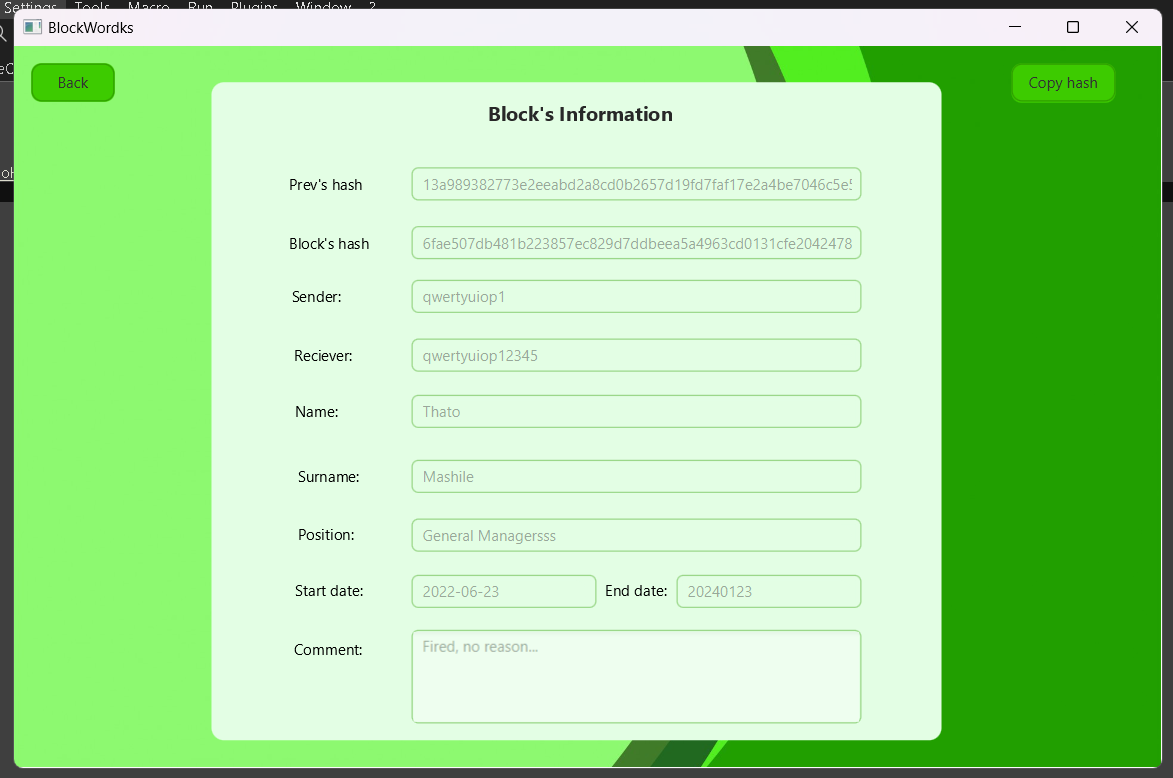 Settings Tools Macro Run Plugins Window ?
BlockWordks
Back
Copy hash
Block's Information
Prev's hash 13a989382773e2eeabd2a8cd0b2657d19fd7faf17e2a4be7046c5e5
Block's hash 6fae507db481b223857ec829d7ddbeea5a4963cd0131cfe2042478
Sender: qwertyuiop1
Reciever: qwertyuiop12345
Name: Thato
Surname: Mashile
Position: General Managersss
Start date: 2022-06-23 End date: 20240123
Comment: Fired, no reason...